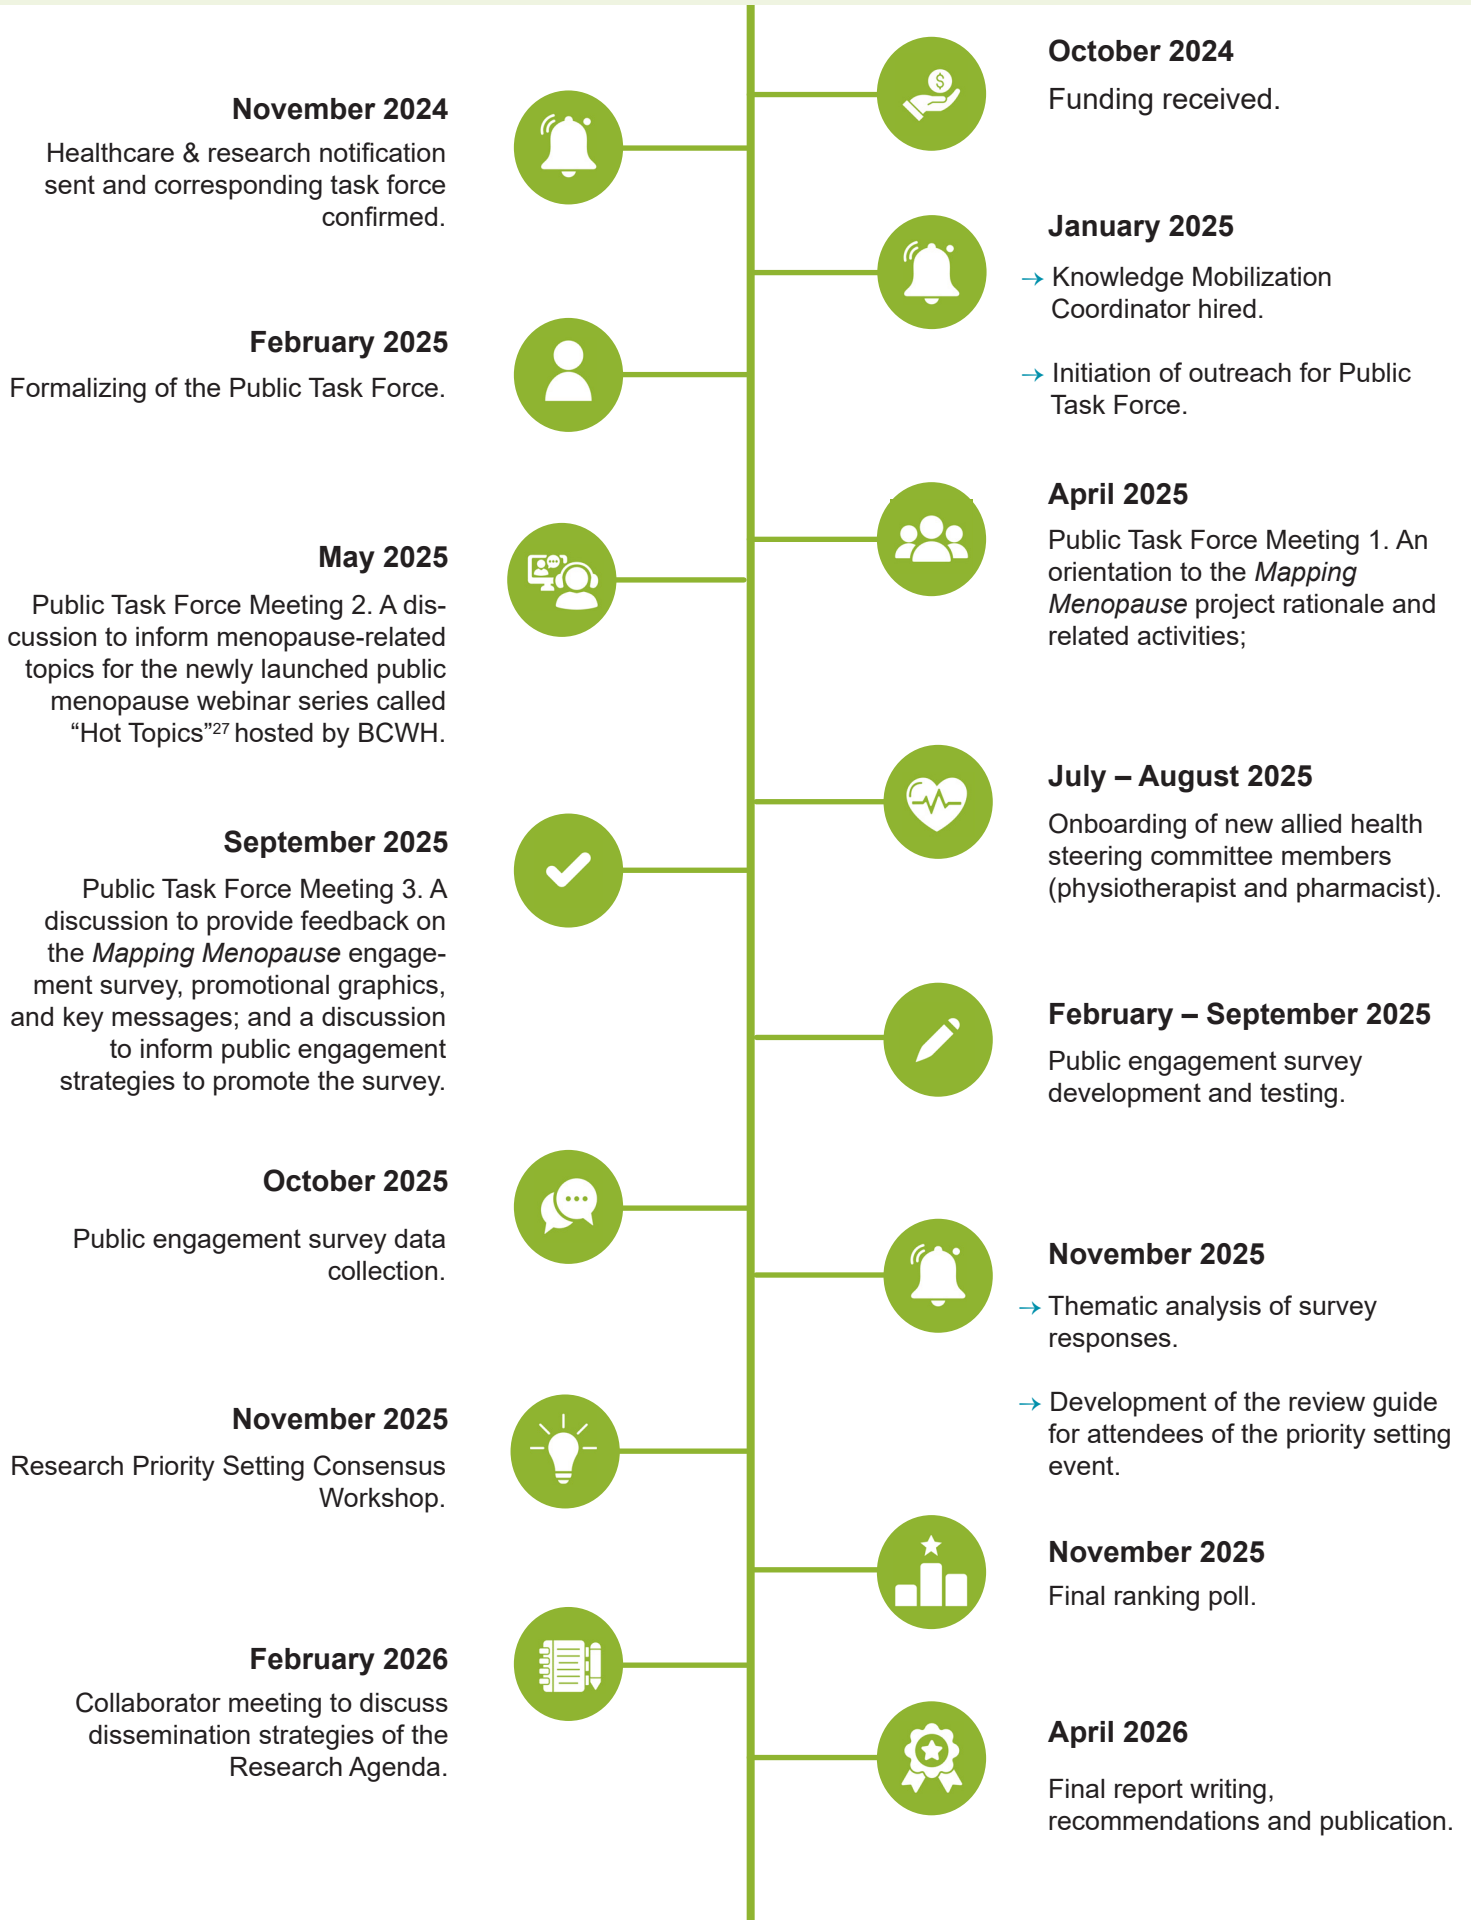 October 2024
Funding received.
November 2024
Healthcare & research notification
sent and corresponding task force
confirmed.
January 2025
→ Knowledge Mobilization
Coordinator hired.
→ Initiation of outreach for Public
Task Force.
February 2025
Formalizing of the Public Task Force.
April 2025
Public Task Force Meeting 1. An
orientation to the Mapping
Menopause project rationale and
related activities;
May 2025
Public Task Force Meeting 2. A dis-
cussion to inform menopause-related
topics for the newly launched public
menopause webinar series called
“Hot Topics”27 hosted by BCWH.
July – August 2025
Onboarding of new allied health
steering committee members
(physiotherapist and pharmacist).
September 2025
Public Task Force Meeting 3. A
discussion to provide feedback on
the Mapping Menopause engage-
ment survey, promotional graphics,
and key messages; and a discussion
to inform public engagement
strategies to promote the survey.
February – September 2025
Public engagement survey
development and testing.
October 2025
Public engagement survey data
collection.
November 2025
→ Thematic analysis of survey
responses.
→ Development of the review guide
for attendees of the priority setting
event.
November 2025
Research Priority Setting Consensus
Workshop.
November 2025
Final ranking poll.
February 2026
Collaborator meeting to discuss
dissemination strategies of the
Research Agenda.
April 2026
Final report writing,
recommendations and publication.